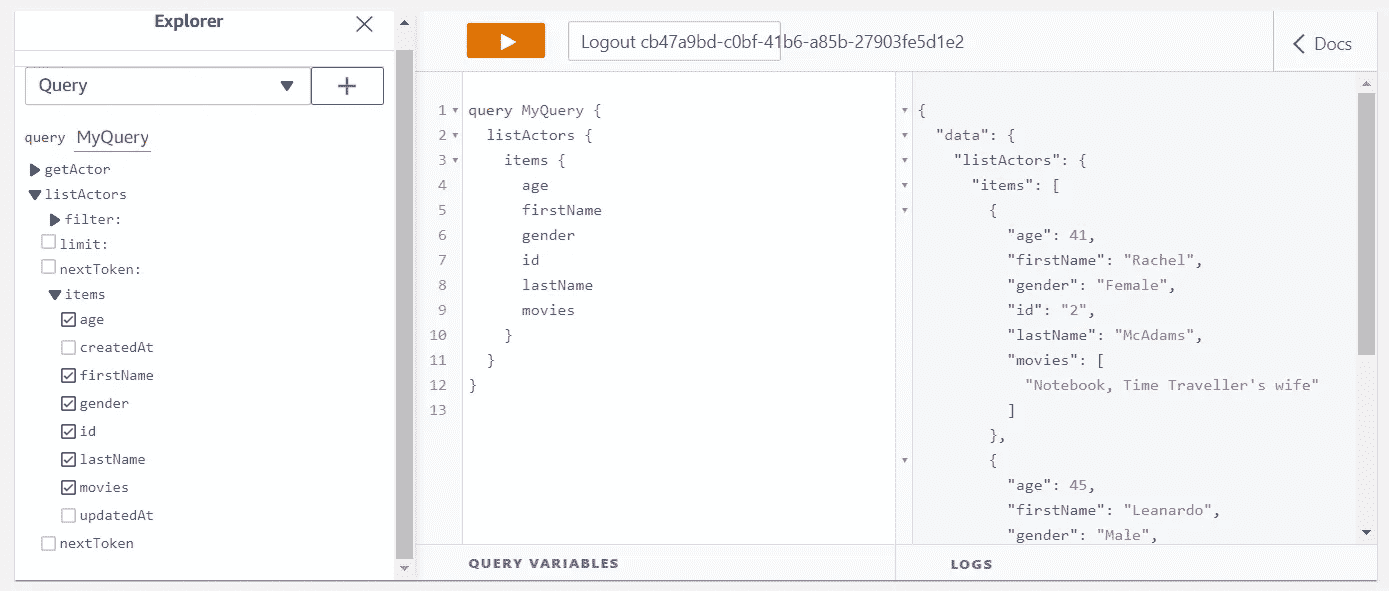 Explorer
Query
+
query MyQuery
getActor
listActors
filter:
limit:
nextToken:
items
age
createdAt
firstName
gender
id
lastName
movies
updatedAt
nextToken
Logout cb47a9bd-c0bf-41b6-a85b-27903fe5d1e2
Docs
1 query MyQuery {
2 listActors {
3 items {
4 age
5 firstName
6 gender
7 id
8 lastName
9 movies
10 }
11 }
12 }
13
QUERY VARIABLES
{
"data": {
"listActors": {
"items": [
{
"age": 41,
"firstName": "Rachel",
"gender": "Female",
"id": "2",
"lastName": "McAdams",
"movies": [
"Notebook, Time Traveller's wife"
]
},
{
"age": 45,
"firstName": "Leanardo",
"gender": "Male",
LOGS